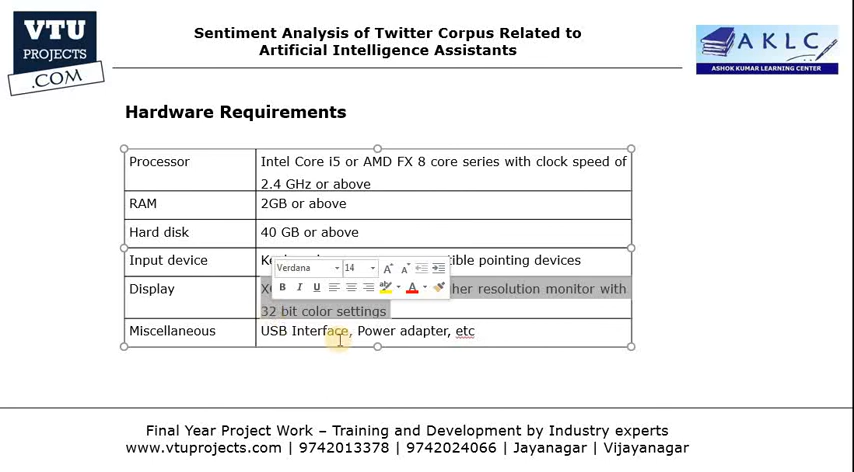 VTU
PROJECTS
.COM
Sentiment Analysis of Twitter Corpus Related to
Artificial Intelligence Assistants
AKLC
ASHOK KUMAR LEARNING CENTER
Hardware Requirements
Processor
Intel Core i5 or AMD FX 8 core series with clock speed of
2.4 GHz or above
RAM
2GB or above
Hard disk
40 GB or above
Input device
pointing devices
Verdana
14
B I U
Display
resolution monitor with
32 bit color settings
Miscellaneous
USB Interface, Power adapter, etc
Final Year Project Work – Training and Development by Industry experts
www.vtuprojects.com | 9742013378 | 9742024066 | Jayanagar | Vijayanagar